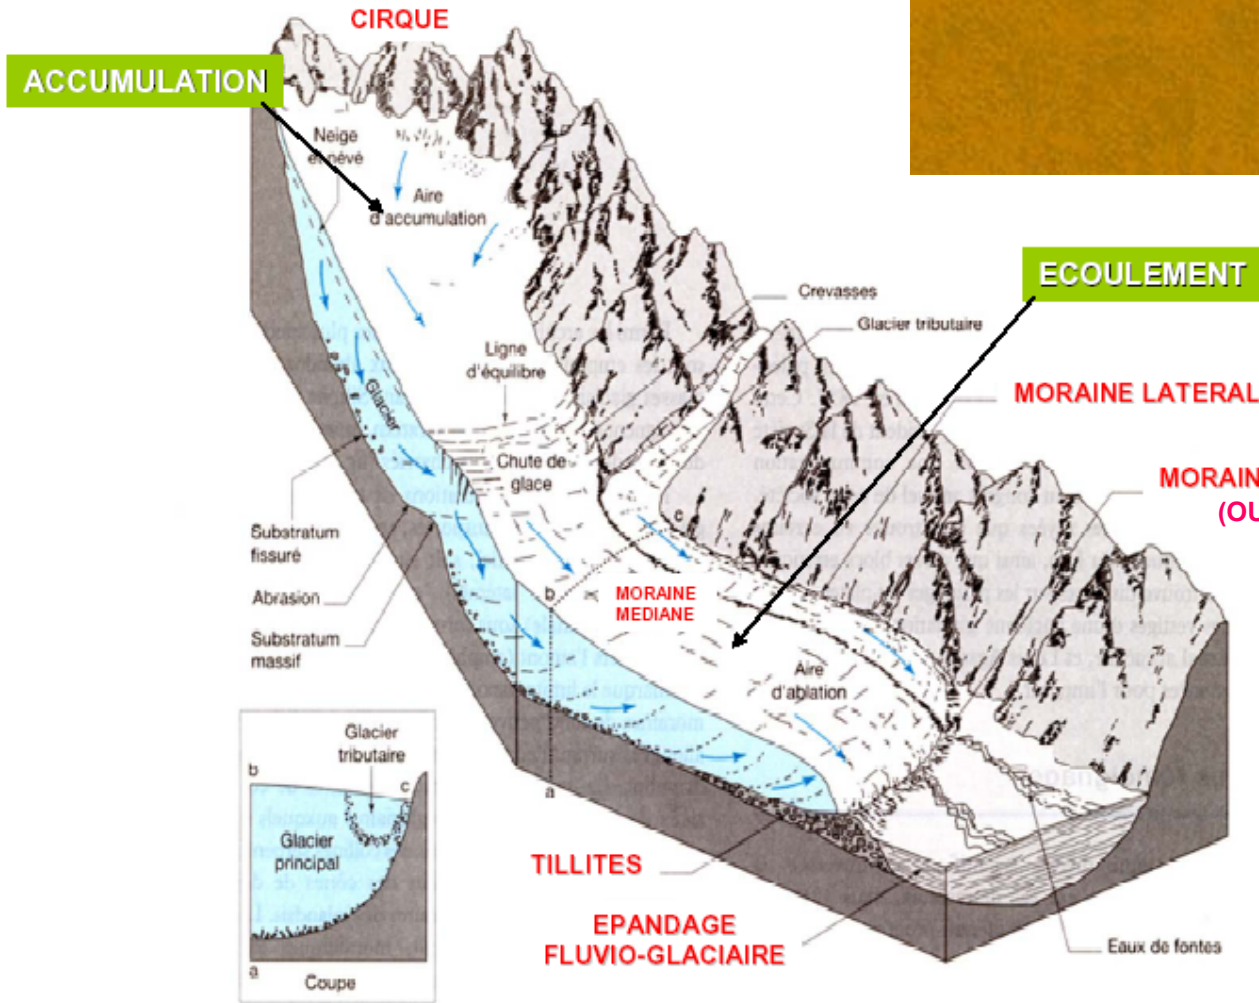 CIRQUE
ACCUMULATION
Neige
et névé
Aire
d'accumulation
ECOULEMENT
Crevasses
Glacier tributaire
Ligne
d'équilibre
MORAINE LATERAL
Glacier
Chute de
glace
MORAIN
(OU
c
Substratum
fissuré
Abrasion
b
MORAINE
MEDIANE
Substratum
massif
Aire
d'ablation
Glacier
tributaire
b
c
a
Glacier
principal
TILLITES
EPANDAGE
FLUVIO-GLACIAIRE
Eaux de fontes
a
Coupe